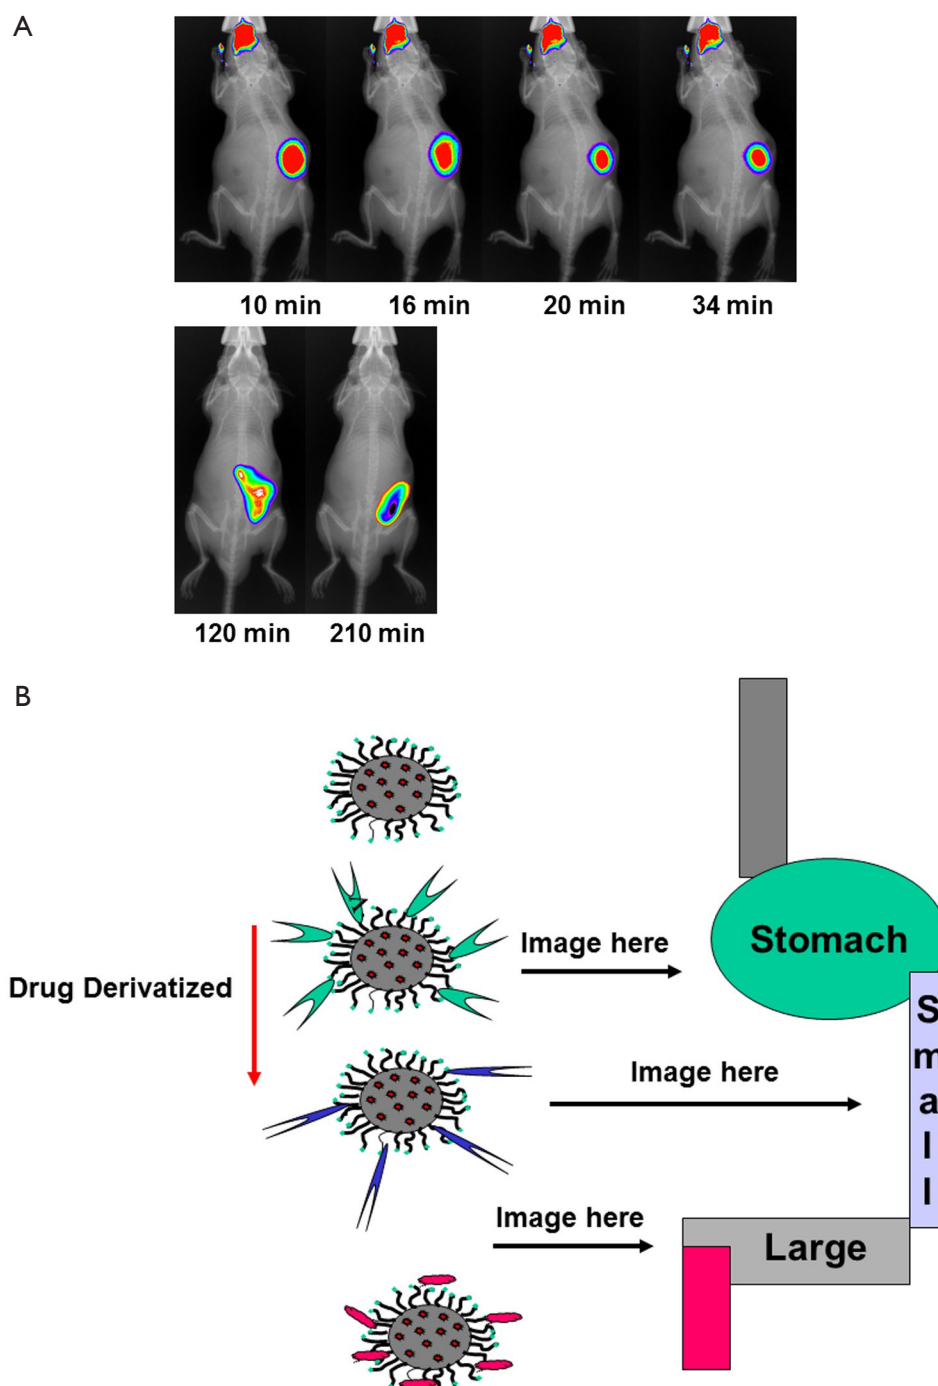 A
10 min
16 min
20 min
34 min
120 min
210 min
B
Drug Derivatized
Image here
Stomach
Image here
Small
Image here
Large